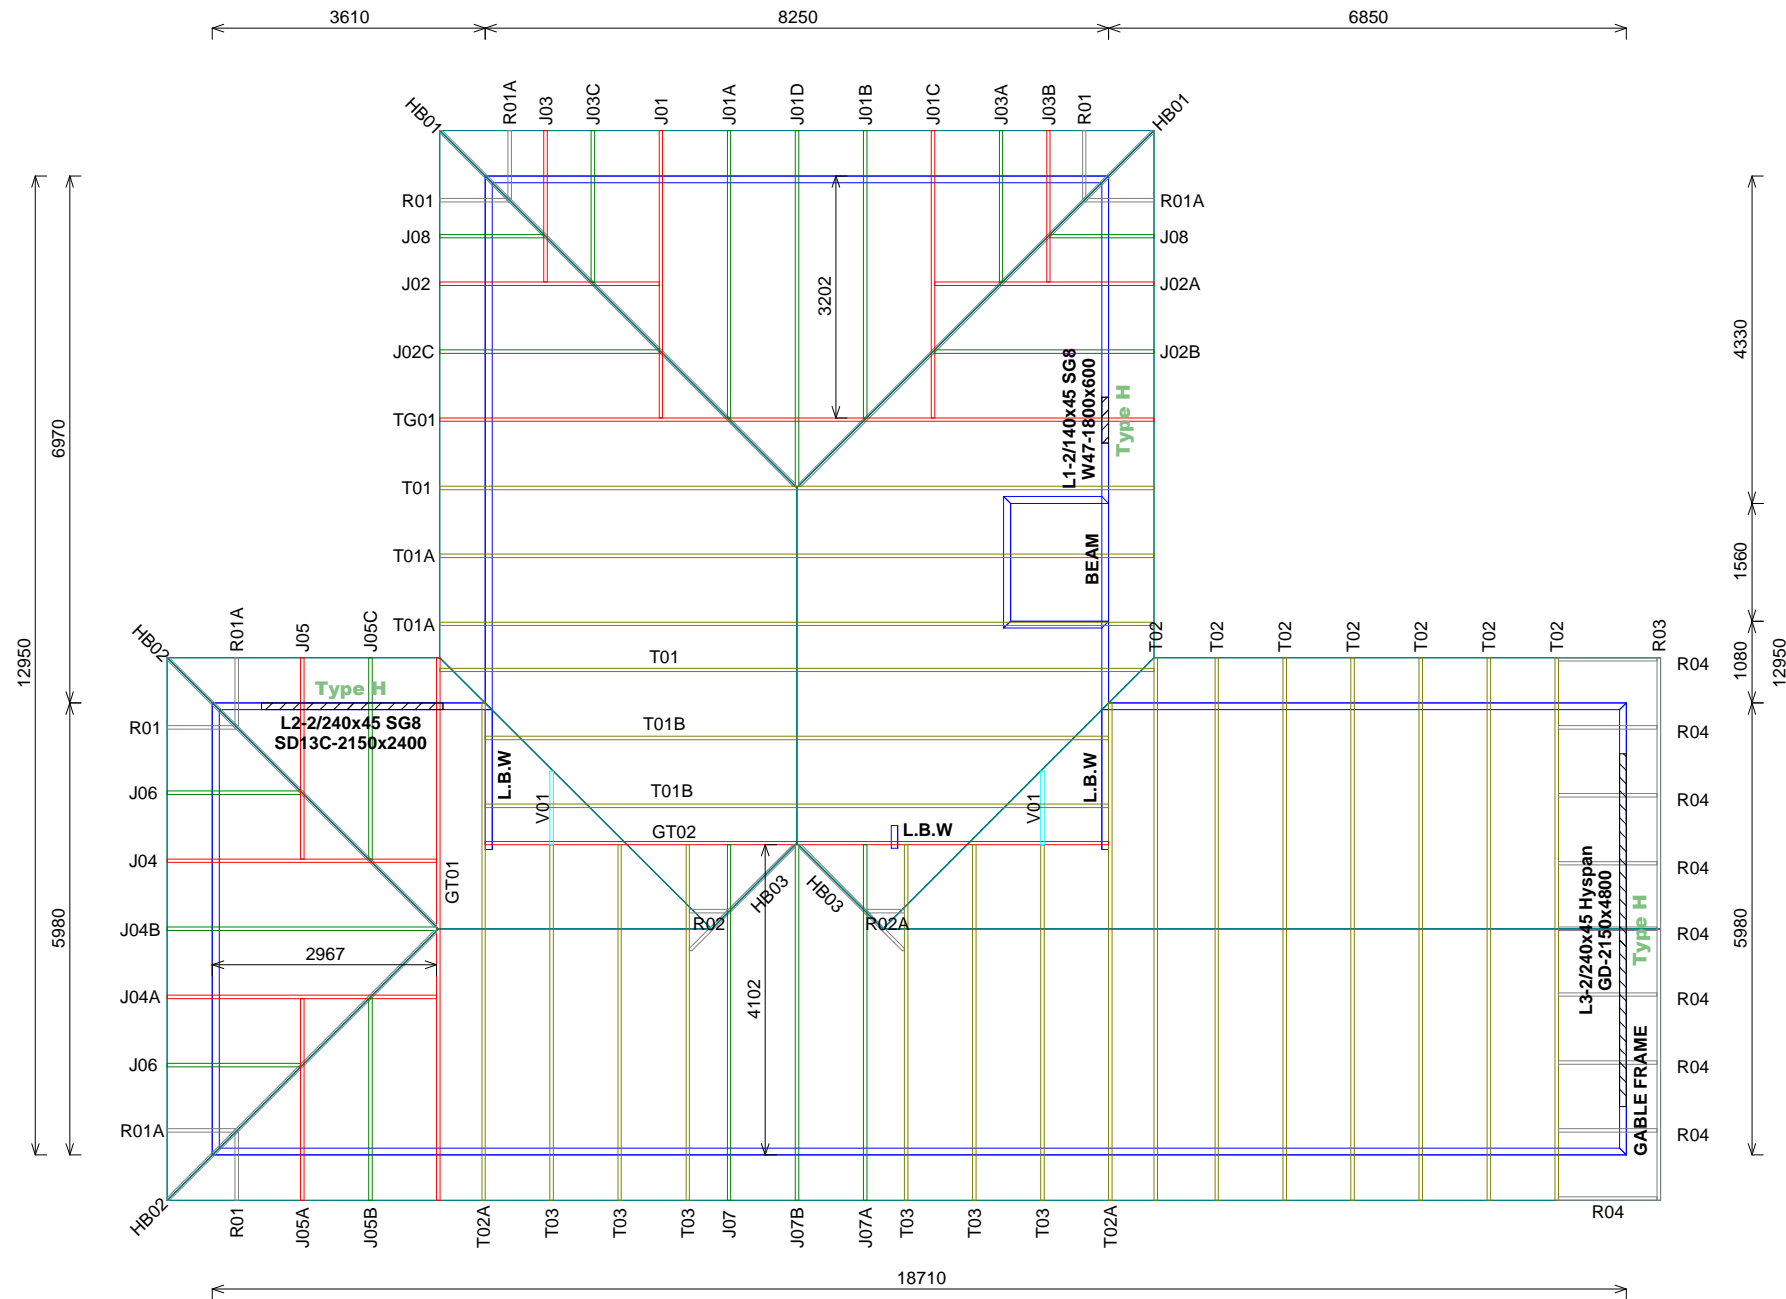 3610
8250
6850
HB01
R01A
J03
J03C
J01
J01A
J01D
J01B
J01C
J03A
J03B
R01
HB01
R01
R01A
J08
J08
J02
J02A
3202
4330
J02C
J02B
L1-2/140x45 SG8
W47-1800x600
Type H
TG01
6970
T01
T01A
BEAM
1560
T01A
12950
HB02
R01A
J05
J05C
T01
T02
T02
T02
T02
T02
T02
T02
R03
R04
1080
12950
Type H
L2-2/240x45 SG8
SD13C-2150x2400
R01
T01B
R04
L.B.W
L.B.W
J06
T01B
V01
V01
R04
GT02
L.B.W
J04
GT01
R04
HB03
HB03
L3-2/240x45 Hyspan
GD-2150x4800
Type H
J04B
R02
R02A
R04
5980
5980
2967
J04A
4102
R04
J06
R04
GABLE FRAME
R01A
R04
HB02
R01
J05A
J05B
T02A
T03
T03
T03
J07
J07B
J07A
T03
T03
T03
T02A
R04
18710